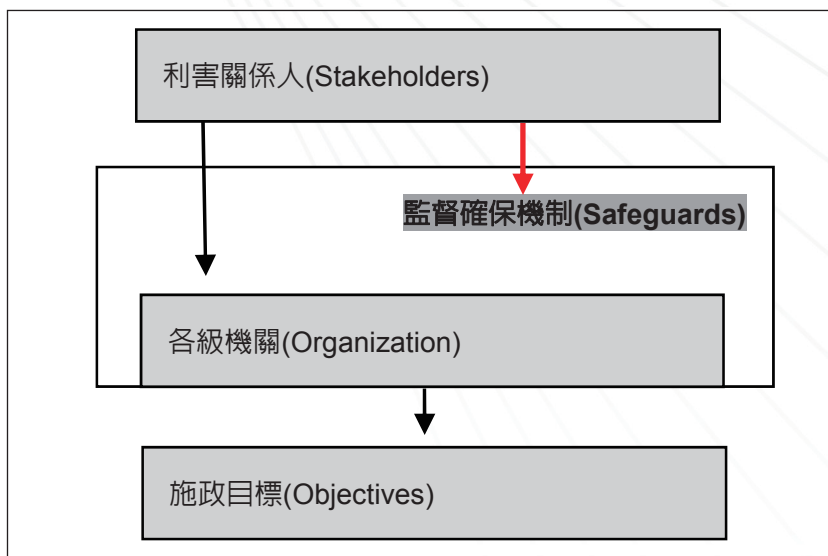 利害關係人(Stakeholders)
監督確保機制(Safeguards)
各級機關(Organization)
施政目標(Objectives)